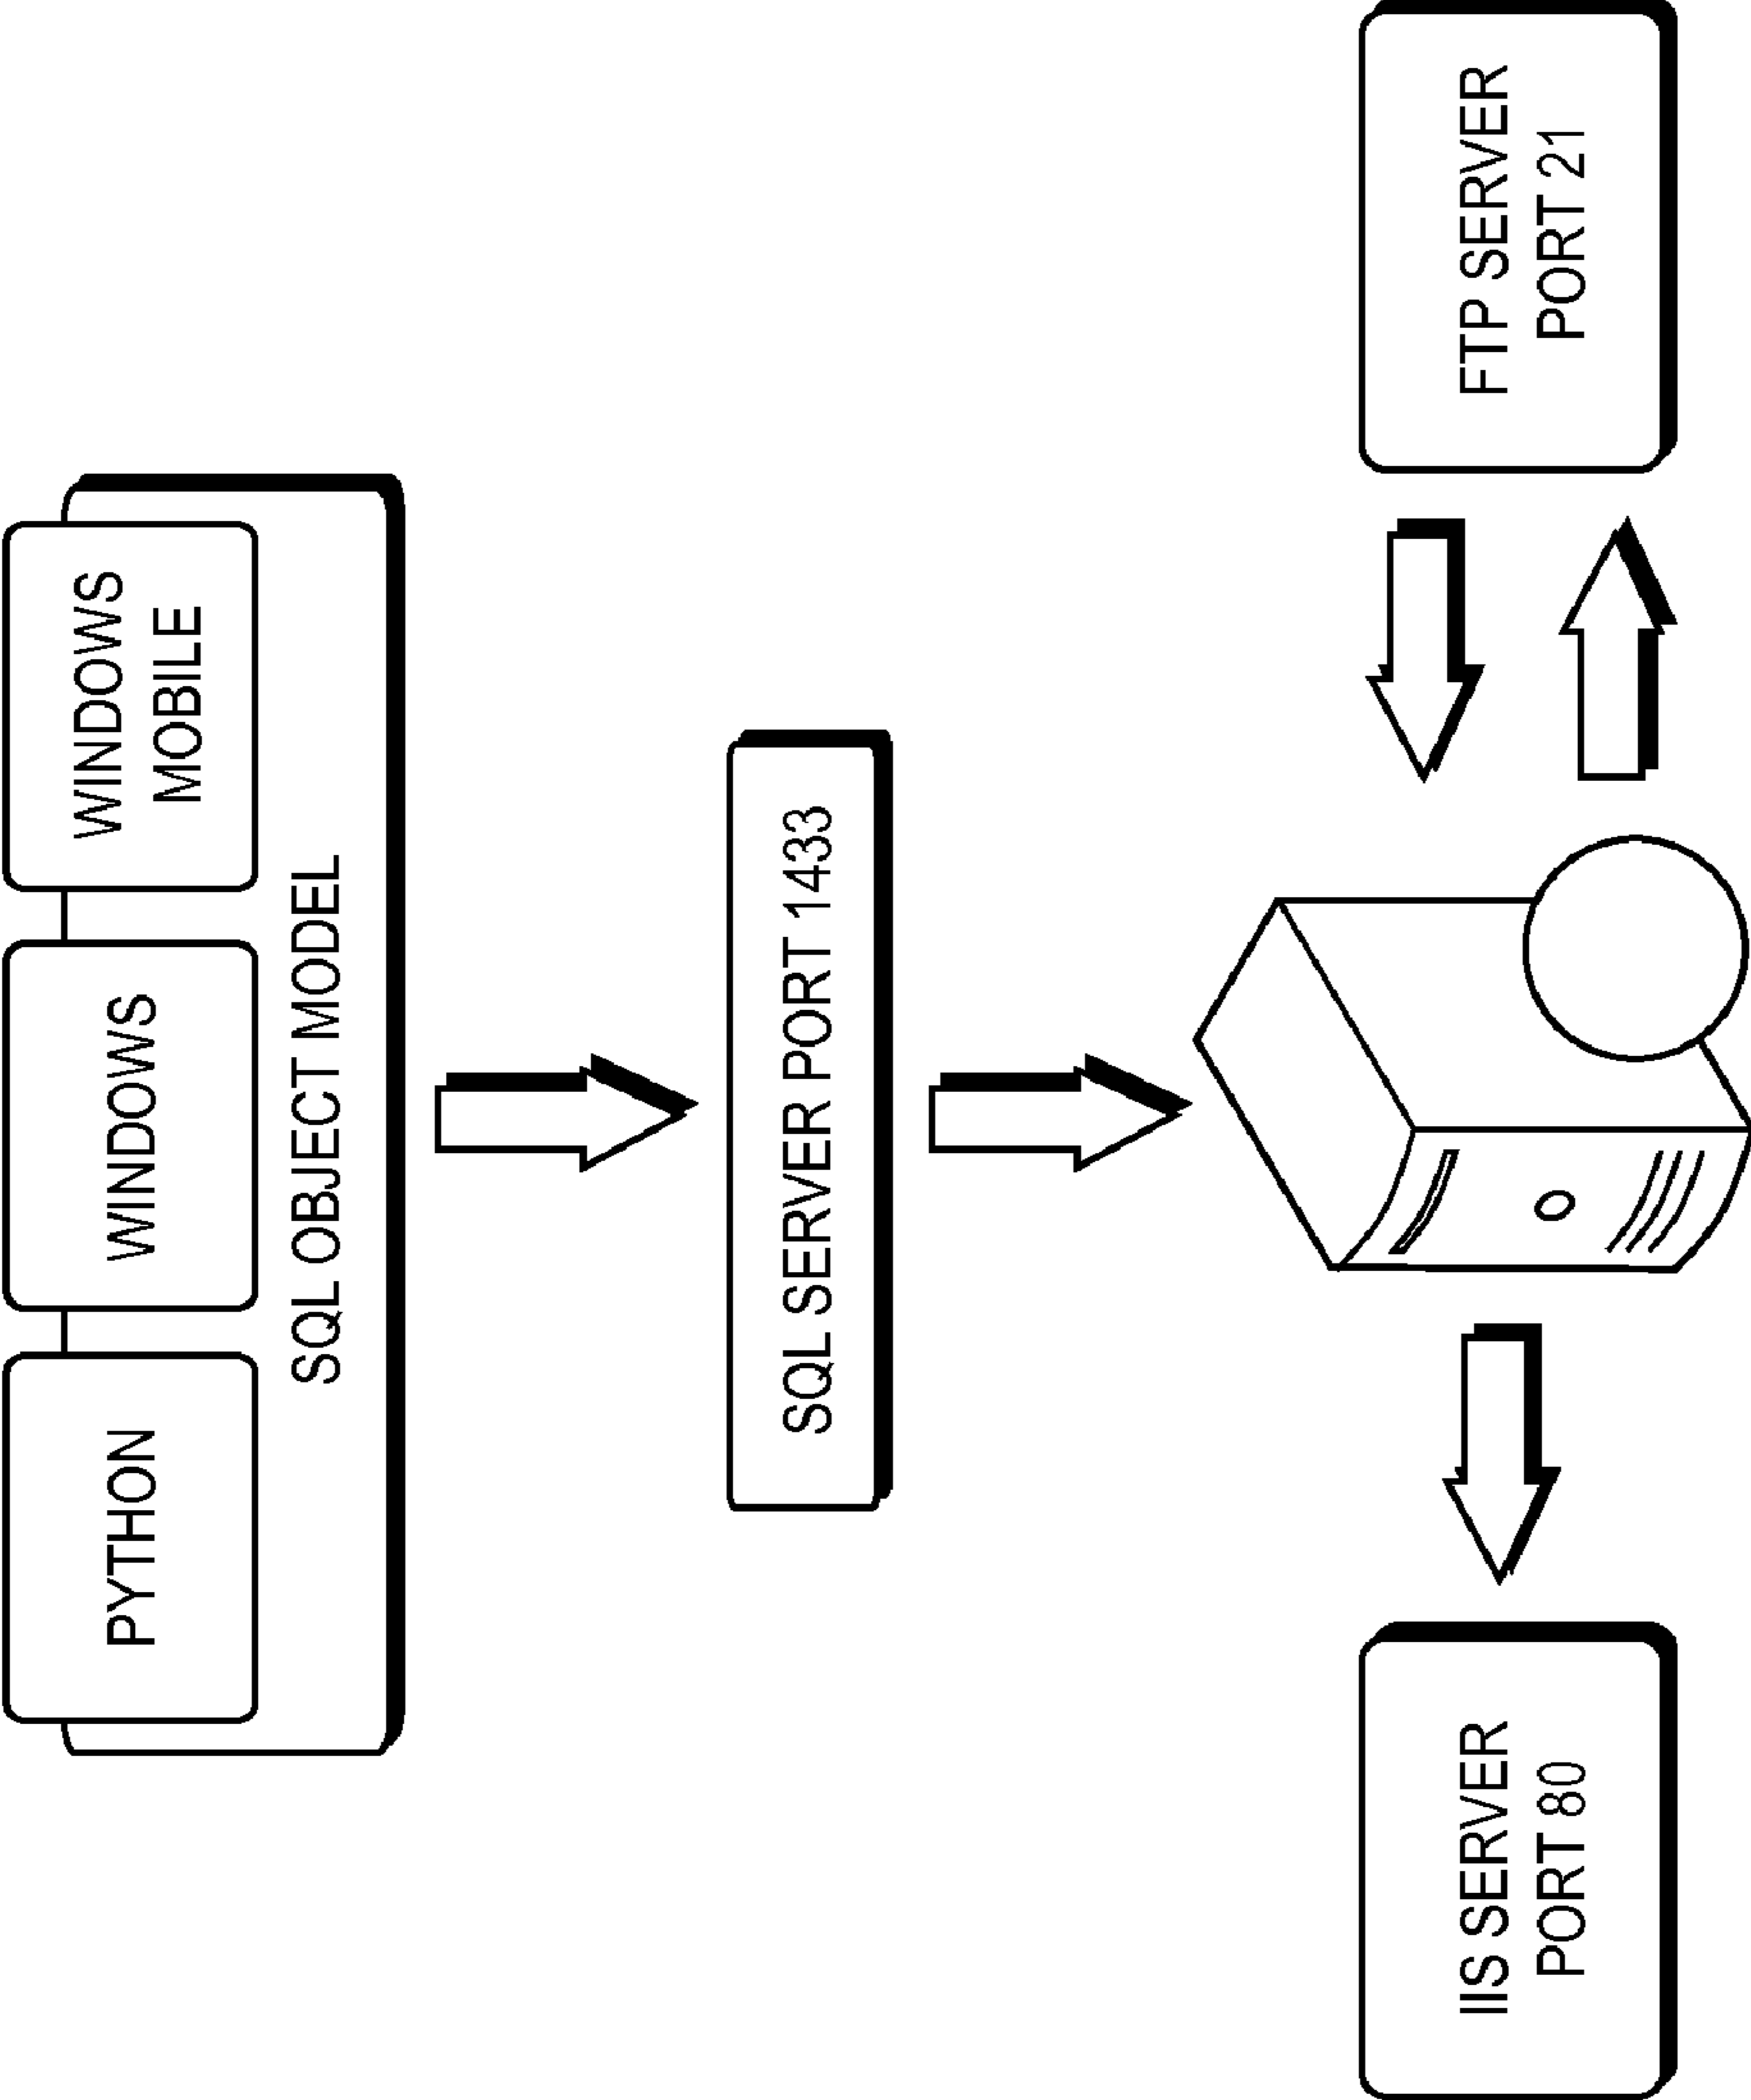 PYTHON
WINDOWS
WINDOWS
MOBILE
SQL OBJECT MODEL
SQL SERVER PORT 1433
IIS SERVER
PORT 80
FTP SERVER
PORT 21